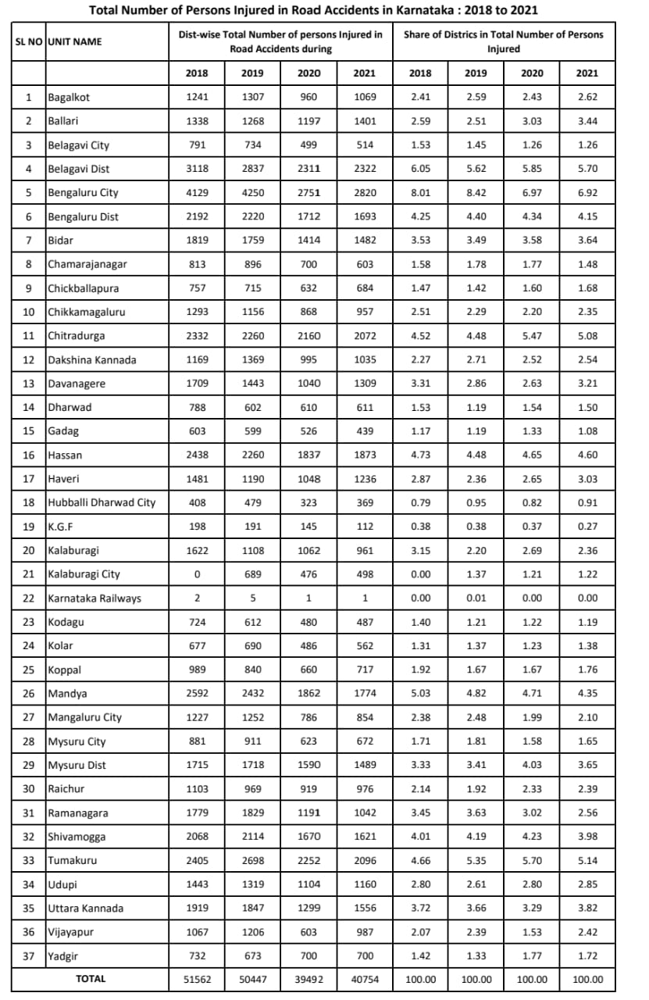 Total Number of Persons Injured in Road Accidents in Karnataka : 2018 to 2021
SL NO UNIT NAME Dist-wise Total Number of persons Injured in Road Accidents during Share of Districs in Total Number of Persons Injured
2018 2019 2020 2021 2018 2019 2020 2021
1 Bagalkot 1241 1307 960 1069 2.41 2.59 2.43 2.62
2 Ballari 1338 1268 1197 1401 2.59 2.51 3.03 3.44
3 Belagavi City 791 734 499 514 1.53 1.45 1.26 1.26
4 Belagavi Dist 3118 2837 2311 2322 6.05 5.62 5.85 5.70
5 Bengaluru City 4129 4250 2751 2820 8.01 8.42 6.97 6.92
6 Bengaluru Dist 2192 2220 1712 1693 4.25 4.40 4.34 4.15
7 Bidar 1819 1759 1414 1482 3.53 3.49 3.58 3.64
8 Chamarajanagar 813 896 700 603 1.58 1.78 1.77 1.48
9 Chickballapura 757 715 632 684 1.47 1.42 1.60 1.68
10 Chikkamagaluru 1293 1156 868 957 2.51 2.29 2.20 2.35
11 Chitradurga 2332 2260 2160 2072 4.52 4.48 5.47 5.08
12 Dakshina Kannada 1169 1369 995 1035 2.27 2.71 2.52 2.54
13 Davanagere 1709 1443 1040 1309 3.31 2.86 2.63 3.21
14 Dharwad 788 602 610 611 1.53 1.19 1.54 1.50
15 Gadag 603 599 526 439 1.17 1.19 1.33 1.08
16 Hassan 2438 2260 1837 1873 4.73 4.48 4.65 4.60
17 Haveri 1481 1190 1048 1236 2.87 2.36 2.65 3.03
18 Hubballi Dharwad City 408 479 323 369 0.79 0.95 0.82 0.91
19 K.G.F 198 191 145 112 0.38 0.38 0.37 0.27
20 Kalaburagi 1622 1108 1062 961 3.15 2.20 2.69 2.36
21 Kalaburagi City 0 689 476 498 0.00 1.37 1.21 1.22
22 Karnataka Railways 2 5 1 1 0.00 0.01 0.00 0.00
23 Kodagu 724 612 480 487 1.40 1.21 1.22 1.19
24 Kolar 677 690 486 562 1.31 1.37 1.23 1.38
25 Koppal 989 840 660 717 1.92 1.67 1.67 1.76
26 Mandya 2592 2432 1862 1774 5.03 4.82 4.71 4.35
27 Mangaluru City 1227 1252 786 854 2.38 2.48 1.99 2.10
28 Mysuru City 881 911 623 672 1.71 1.81 1.58 1.65
29 Mysuru Dist 1715 1718 1590 1489 3.33 3.41 4.03 3.65
30 Raichur 1103 969 919 976 2.14 1.92 2.33 2.39
31 Ramanagara 1779 1829 1191 1042 3.45 3.63 3.02 2.56
32 Shivamogga 2068 2114 1670 1621 4.01 4.19 4.23 3.98
33 Tumakuru 2405 2698 2252 2096 4.66 5.35 5.70 5.14
34 Udupi 1443 1319 1104 1160 2.80 2.61 2.80 2.85
35 Uttara Kannada 1919 1847 1299 1556 3.72 3.66 3.29 3.82
36 Vijayapur 1067 1206 603 987 2.07 2.39 1.53 2.42
37 Yadgir 732 673 700 700 1.42 1.33 1.77 1.72
TOTAL 51562 50447 39492 40754 100.00 100.00 100.00 100.00